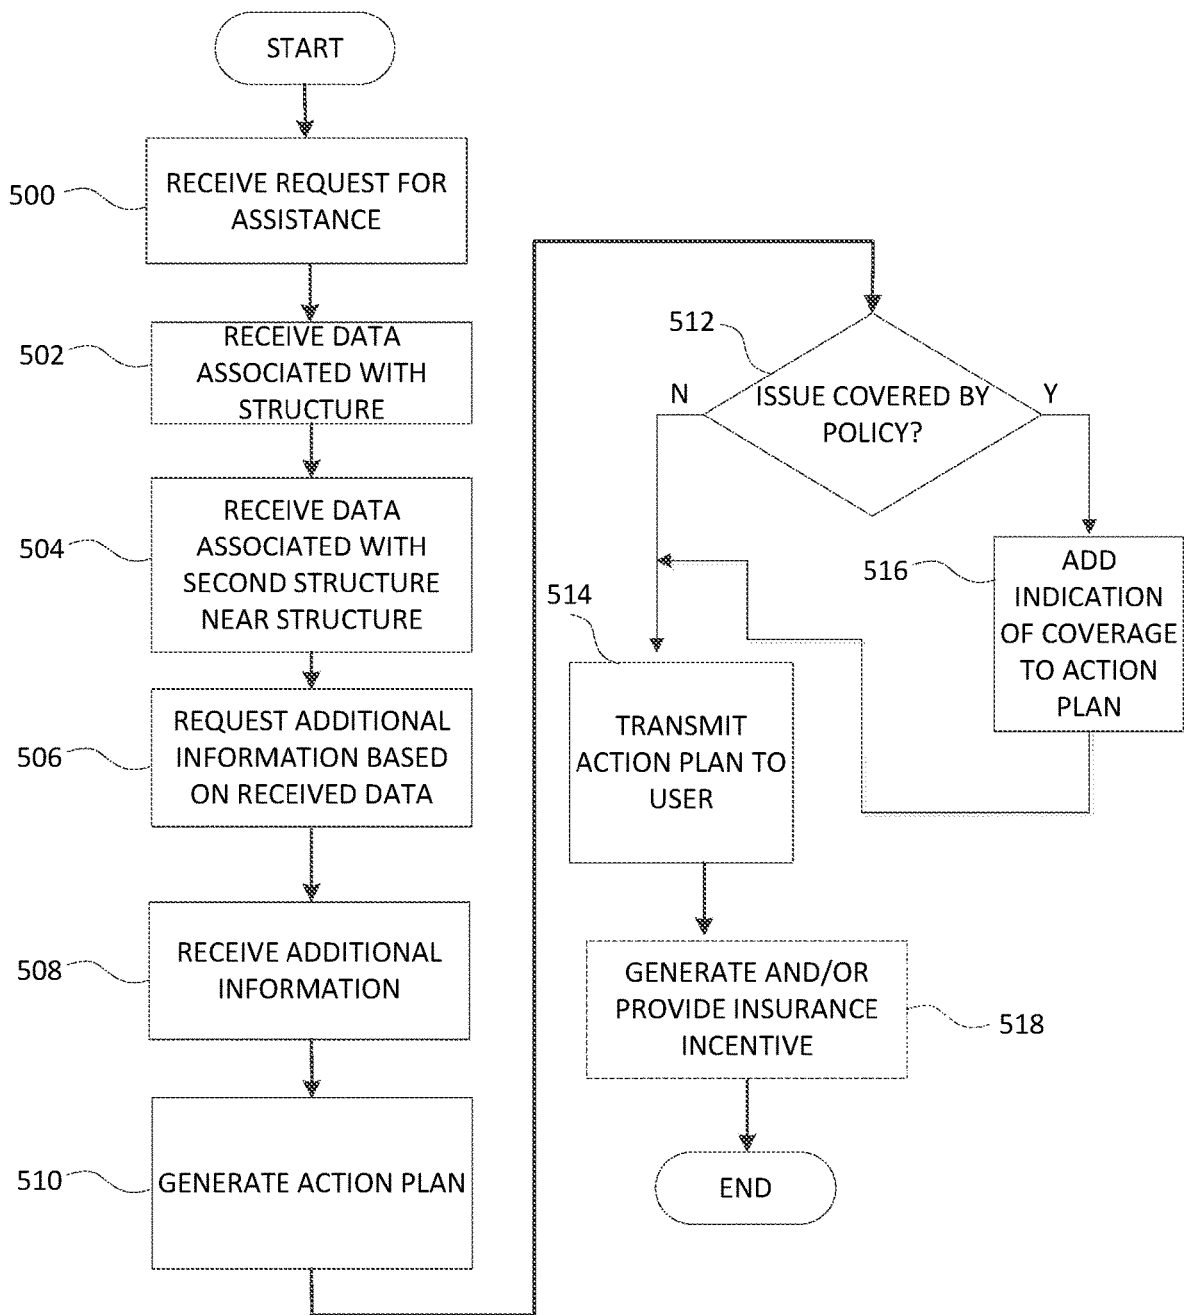 START
500
RECEIVE REQUEST FOR
ASSISTANCE
502
RECEIVE DATA
ASSOCIATED WITH
STRUCTURE
504
RECEIVE DATA
ASSOCIATED WITH
SECOND STRUCTURE
NEAR STRUCTURE
506
REQUEST ADDITIONAL
INFORMATION BASED
ON RECEIVED DATA
508
RECEIVE ADDITIONAL
INFORMATION
510
GENERATE ACTION PLAN
512
ISSUE COVERED BY
POLICY?
N
Y
516
ADD
INDICATION
OF COVERAGE
TO ACTION
PLAN
514
TRANSMIT
ACTION PLAN TO
USER
GENERATE AND/OR
PROVIDE INSURANCE
INCENTIVE
518
END